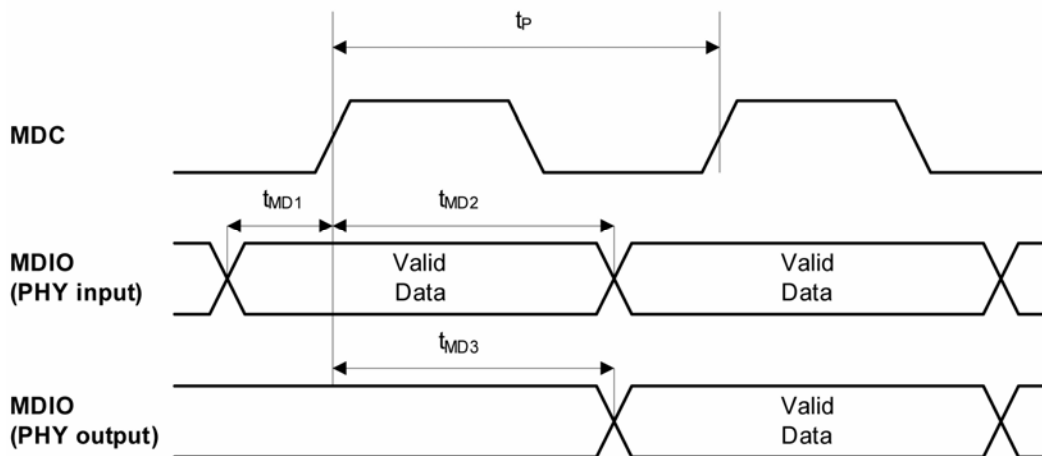 tP
MDC
tMD1
tMD2
MDIO
(PHY input)
Valid
Data
Valid
Data
tMD3
MDIO
(PHY output)
Valid
Data